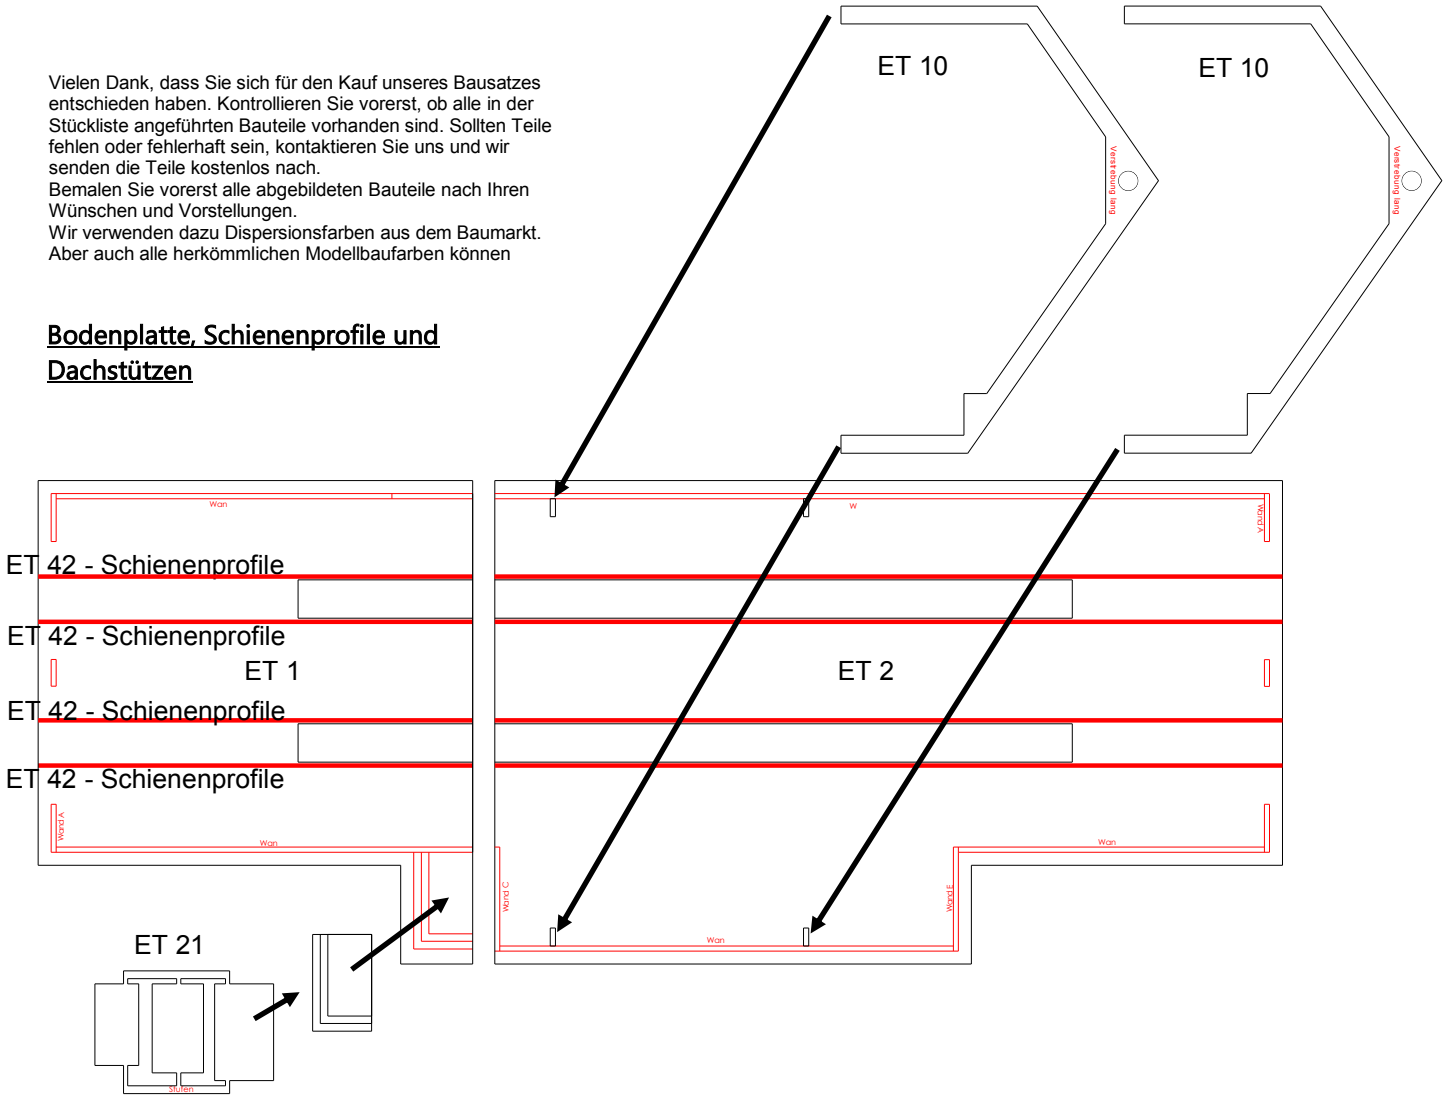 Vielen Dank, dass Sie sich für den Kauf unseres Bausatzes
entschieden haben. Kontrollieren Sie vorerst, ob alle in der
Stückliste angeführten Bauteile vorhanden sind. Sollten Teile
fehlen oder fehlerhaft sein, kontaktieren Sie uns und wir
senden die Teile kostenlos nach.
Bemalen Sie vorerst alle abgebildeten Bauteile nach Ihren
Wünschen und Vorstellungen.
Wir verwenden dazu Dispersionsfarben aus dem Baumarkt.
Aber auch alle herkömmlichen Modellbaufarben können
ET 10
ET 10
Verstrebung lang
Verstrebung lang
Bodenplatte, Schienenprofile und
Dachstützen
Wan
W
Wand A
ET 42 - Schienenprofile
ET 42 - Schienenprofile
ET 1
ET 2
ET 42 - Schienenprofile
ET 42 - Schienenprofile
Wand A
Wan
Wan
Wand C
Wand E
Wan
ET 21
Stufen